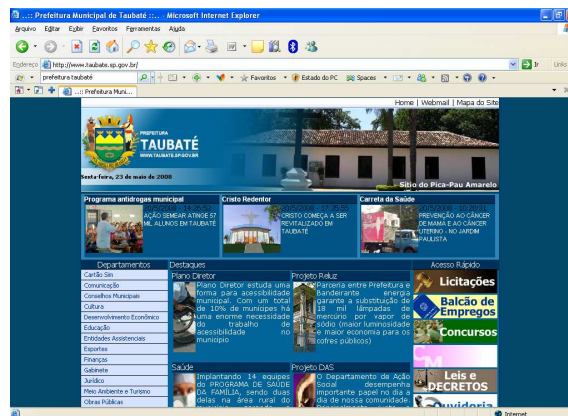 ..:: Prefeitura Municipal de Taubaté ::.. - Microsoft Internet Explorer
Arquivo Editar Exibir Favoritos Ferramentas Ajuda
Endereço http://www.taubate.sp.gov.br/ Ir Links
prefeitura taubaté Favoritos Estado do PC Spaces
..:: Prefeitura Muni...
Home | Webmail | Mapa do Site
PREFEITURA
TAUBATÉ
WWW.TAUBATE.SP.GOV.BR
Sexta-feira, 23 de maio de 2008
Sítio do Pica-Pau Amarelo
Programa antidrogas municipal
20/5/2008 - 14:26:52
AÇÃO SEMEAR ATINGE 57
MIL ALUNOS EM TAUBATÉ
Cristo Redentor
CRISTO COMEÇA A SER
REVITALIZADO EM
TAUBATÉ
Carreta da Saúde
PREVENÇÃO AO CÂNCER
DE MAMA E AO CÂNCER
UTERINO - NO JARDIM
PAULISTA
Departamentos
Cartão Sim
Comunicação
Conselhos Municipais
Cultura
Desenvolvimento Econômico
Educação
Entidades Assistenciais
Esportes
Finanças
Gabinete
Jurídico
Meio Ambiente e Turismo
Obras Públicas
Destaques
Plano Diretor
Plano Diretor estuda uma
forma para acessibilidade
municipal. Com um total
de 10% de munícipes há
uma enorme necessidade
do trabalho de
acessibilidade no
município
Projeto Reluz
Parceria entre Prefeitura e
Bandeirante energia
garante a substituição de
18 mil lâmpadas de
mercúrio por vapor de
sódio (maior luminosidade
e maior economia para os
cofres públicos)
Saúde
Implantando 14 equipes
do PROGRAMA DE SAÚDE
DA FAMÍLIA, sendo duas
delas na área rural do
Projeto DAS
O Departamento de Ação
Social desempenha
importante papel no dia a
dia de nossa comunidade.
Acesso Rápido
Licitações
Balcão de
Empregos
Concursos
Leis e
DECRETOS
Ouvidoria
Internet